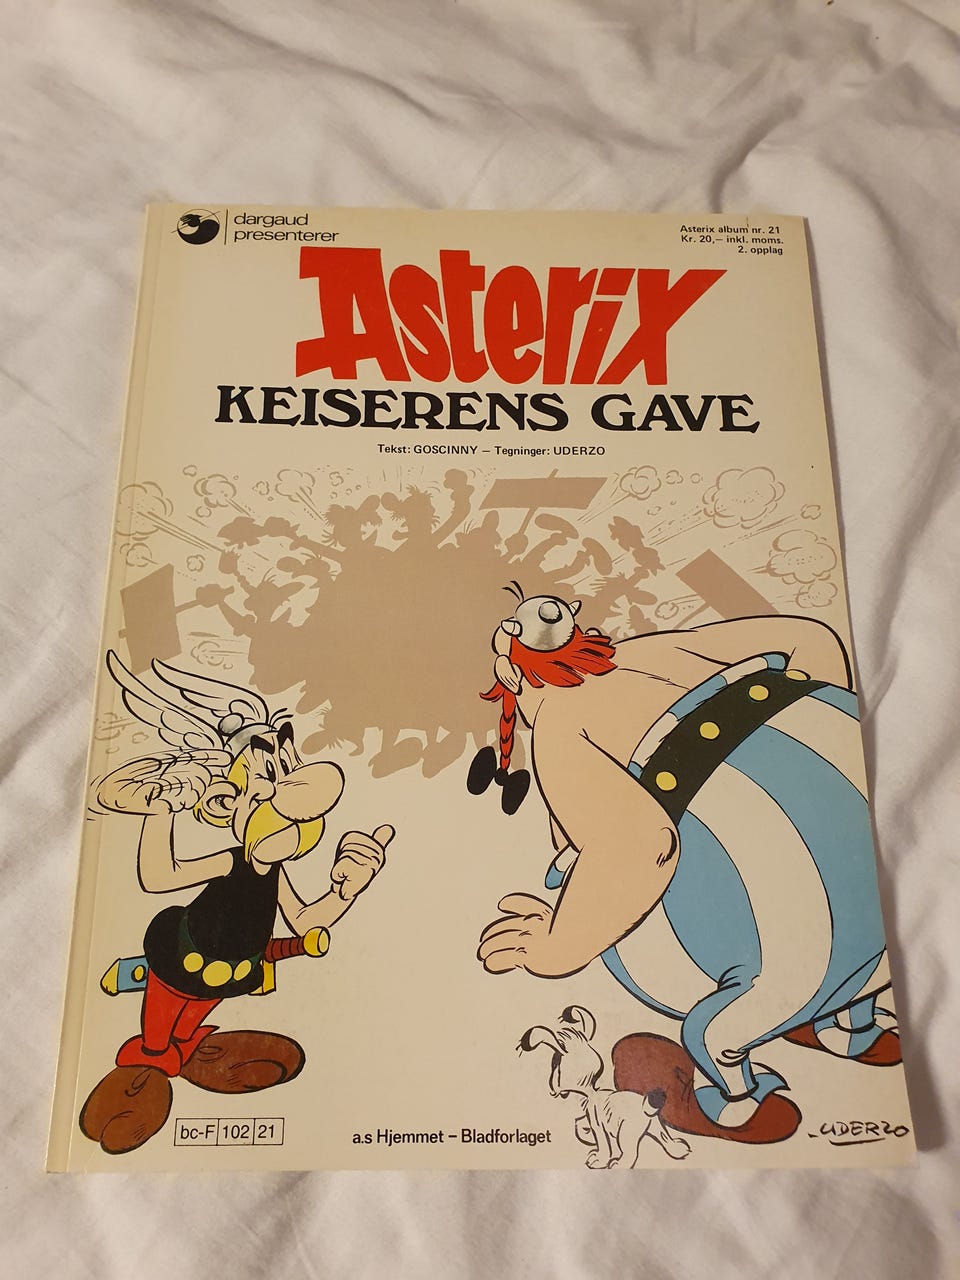 dargaud
presenterer
Asterix album nr. 21
Kr. 20,– inkl. moms.
2. opplag
Asterix
KEISERENS GAVE
Tekst: GOSCINNY – Tegninger: UDERZO
bc-F 102 21
a.s Hjemmet – Bladforlaget
UDERZO